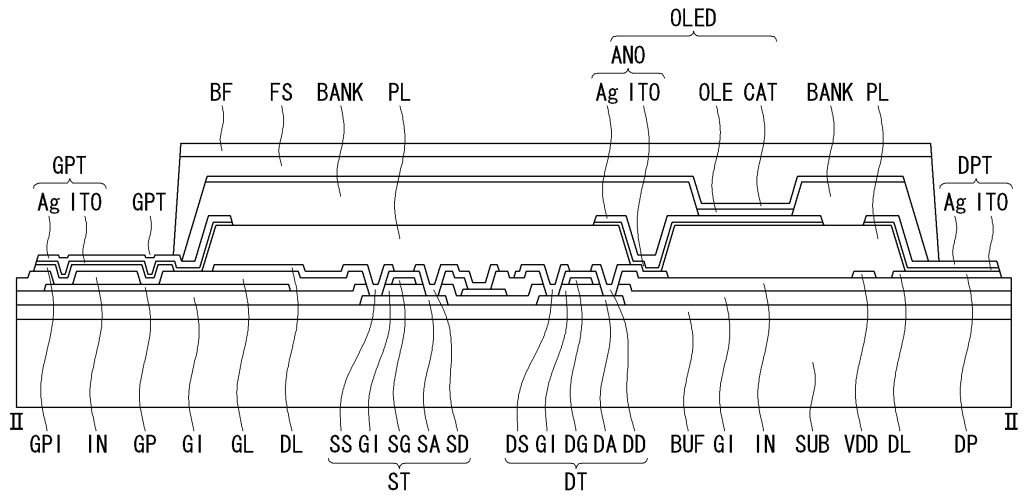 OLED
ANO
Ag ITO
BF FS BANK PL OLE CAT BANK PL
GPT DPT
Ag ITO GPT Ag ITO
II II
GPI IN GP GI GL DL SS GI SG SA SD DS GI DG DA DD BUF GI IN SUB VDD DL DP
ST DT